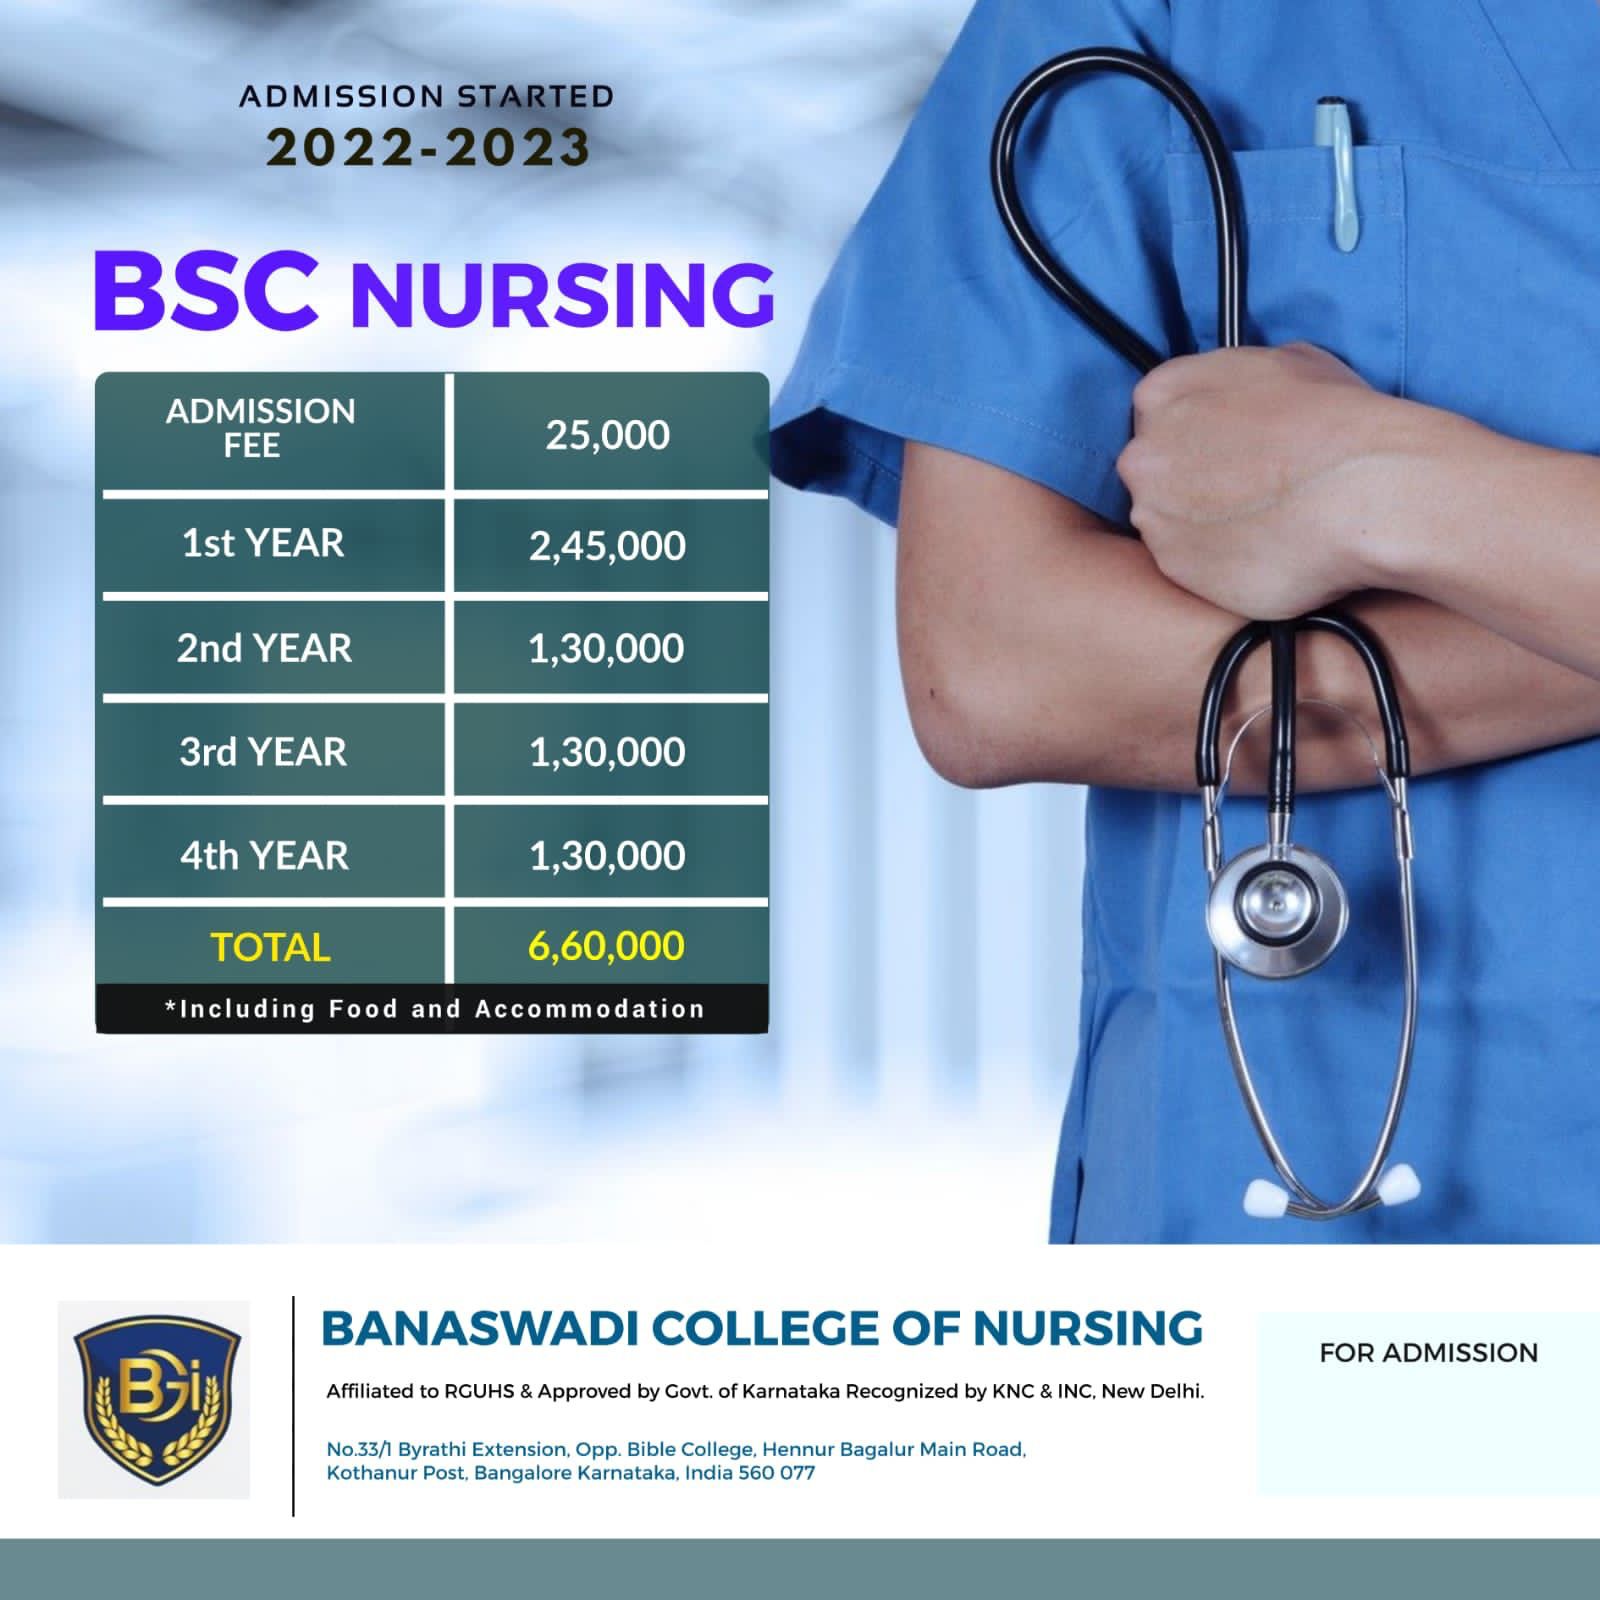 ADMISSION STARTED
2022-2023
BSC NURSING
ADMISSION
FEE
25,000
1st YEAR
2,45,000
2nd YEAR
1,30,000
3rd YEAR
1,30,000
4th YEAR
1,30,000
TOTAL
6,60,000
*Including Food and Accommodation
BGi
BANASWADI COLLEGE OF NURSING
Affiliated to RGUHS & Approved by Govt. of Karnataka Recognized by KNC & INC, New Delhi.
No.33/1 Byrathi Extension, Opp. Bible College, Hennur Bagalur Main Road,
Kothanur Post, Bangalore Karnataka, India 560 077
FOR ADMISSION